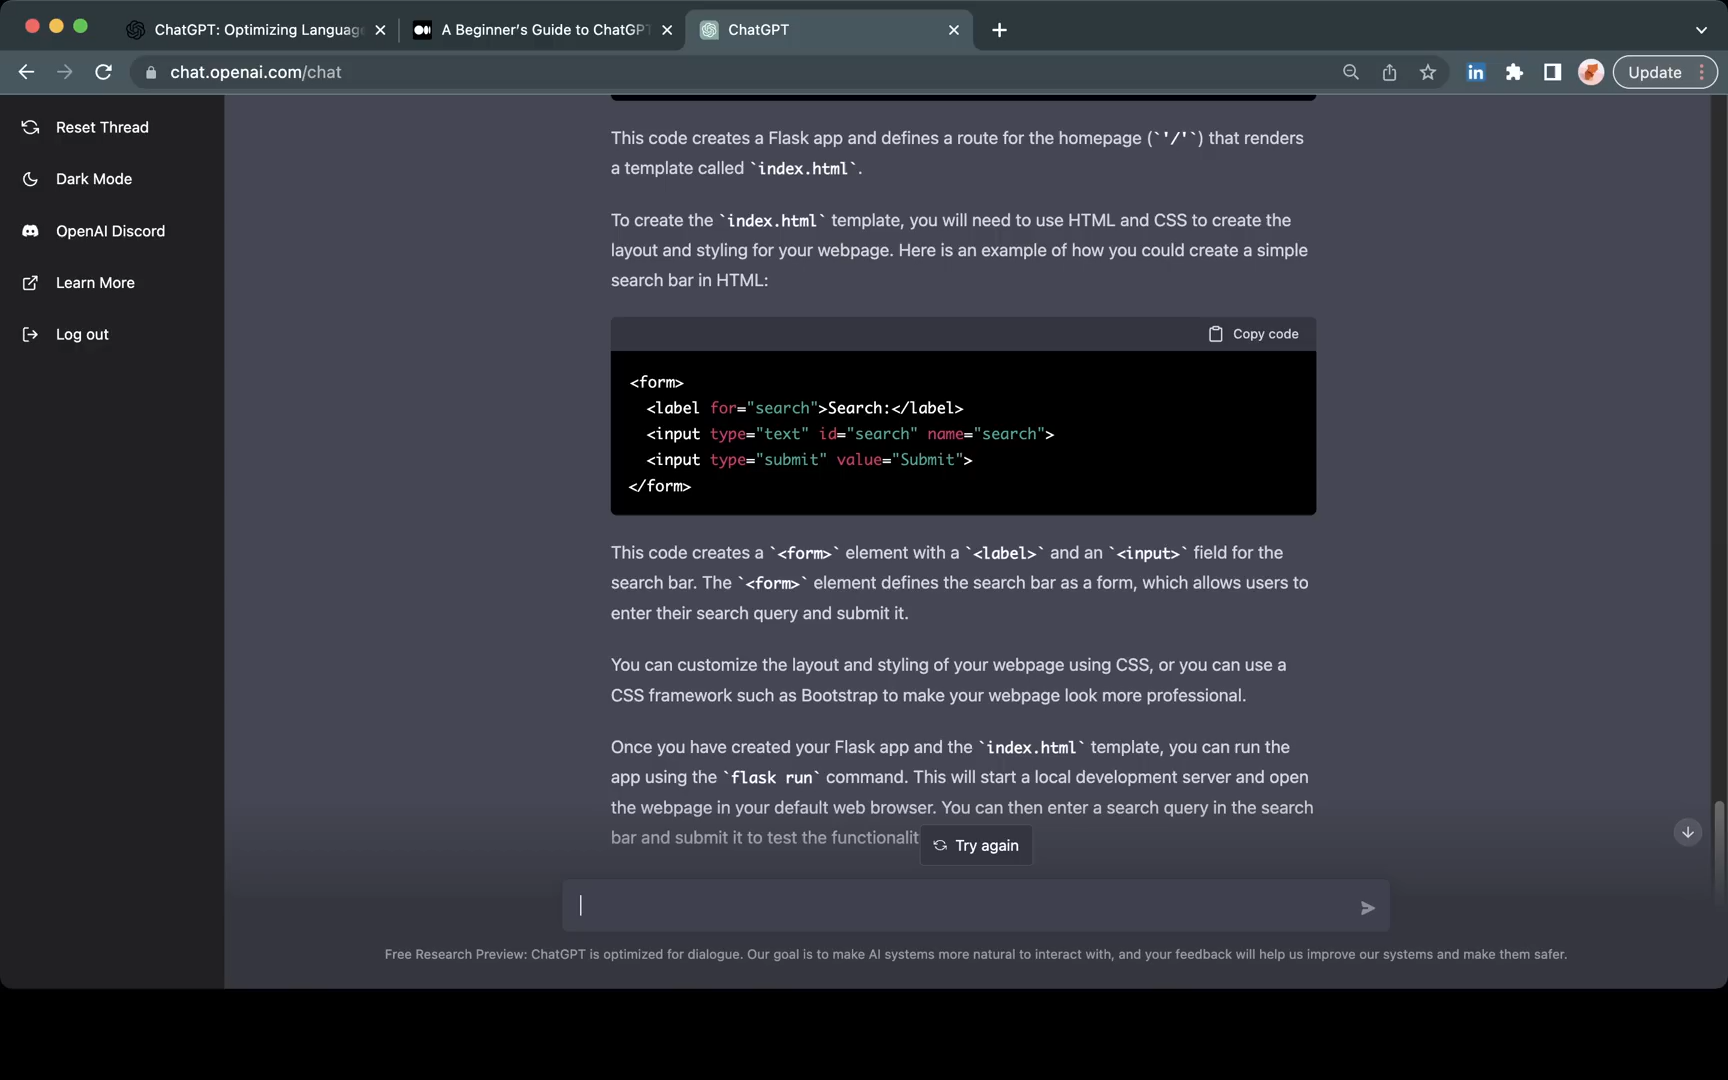 ChatGPT: Optimizing Language
A Beginner's Guide to ChatGPT
ChatGPT
chat.openai.com/chat
in
Update
Reset Thread
Dark Mode
OpenAI Discord
Learn More
Log out
This code creates a Flask app and defines a route for the homepage (`'/'`) that renders
a template called `index.html`.
To create the `index.html` template, you will need to use HTML and CSS to create the
layout and styling for your webpage. Here is an example of how you could create a simple
search bar in HTML:
Copy code
<form>
  <label for="search">Search:</label>
  <input type="text" id="search" name="search">
  <input type="submit" value="Submit">
</form>
This code creates a `<form>` element with a `<label>` and an `<input>` field for the
search bar. The `<form>` element defines the search bar as a form, which allows users to
enter their search query and submit it.
You can customize the layout and styling of your webpage using CSS, or you can use a
CSS framework such as Bootstrap to make your webpage look more professional.
Once you have created your Flask app and the `index.html` template, you can run the
app using the `flask run` command. This will start a local development server and open
the webpage in your default web browser. You can then enter a search query in the search
bar and submit it to test the functionalit
Try again
Free Research Preview: ChatGPT is optimized for dialogue. Our goal is to make AI systems more natural to interact with, and your feedback will help us improve our systems and make them safer.